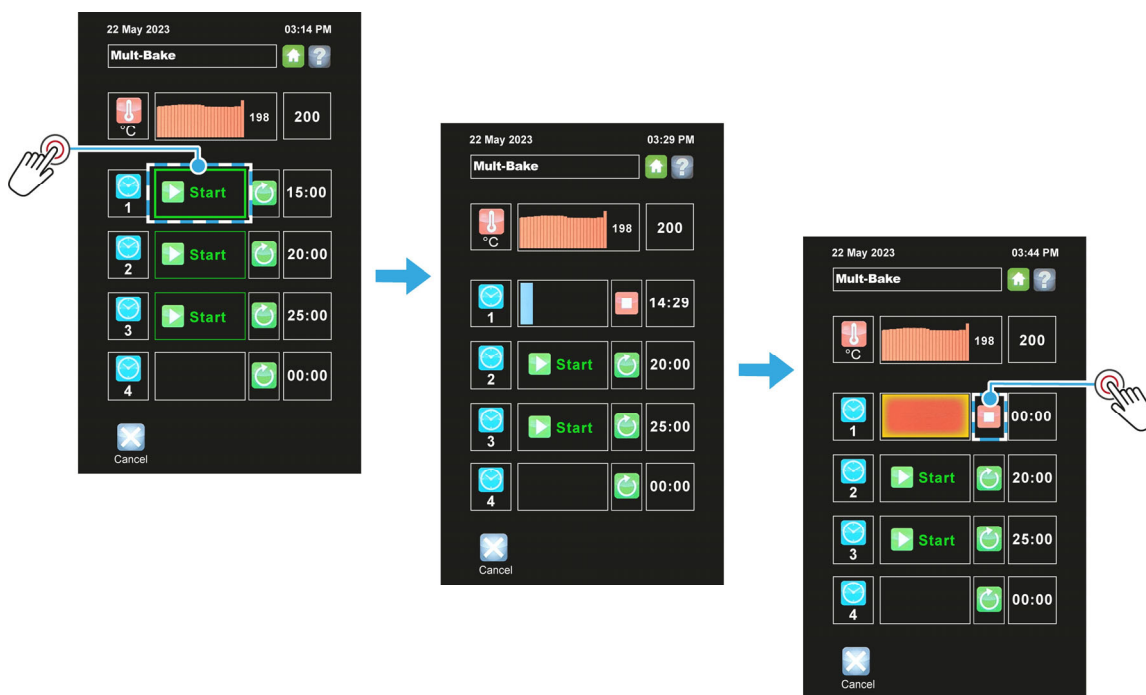 22 May 2023 03:14 PM
Mult-Bake ?
°C 198 200
1 Start 15:00
2 Start 20:00
3 Start 25:00
4 00:00
Cancel
22 May 2023 03:29 PM
Mult-Bake ?
°C 198 200
1 14:29
2 Start 20:00
3 Start 25:00
4 00:00
Cancel
22 May 2023 03:44 PM
Mult-Bake ?
°C 198 200
1 00:00
2 Start 20:00
3 Start 25:00
4 00:00
Cancel